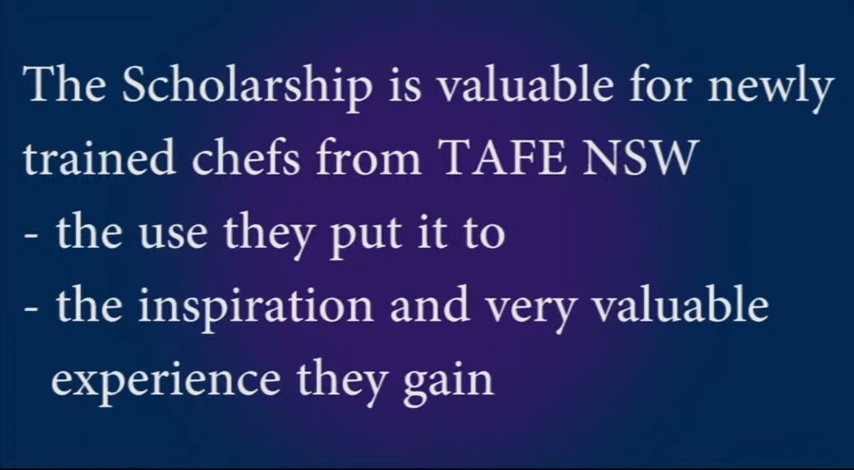 The Scholarship is valuable for newly
trained chefs from TAFE NSW
- the use they put it to
- the inspiration and very valuable
experience they gain